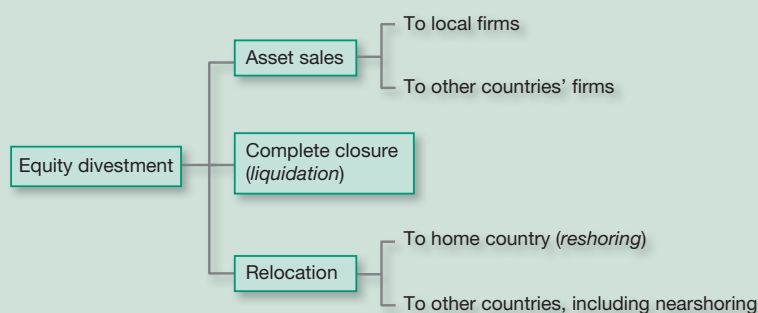 To local firms
Asset sales
To other countries' firms
Equity divestment
Complete closure
(liquidation)
To home country (reshoring)
Relocation
To other countries, including nearshoring